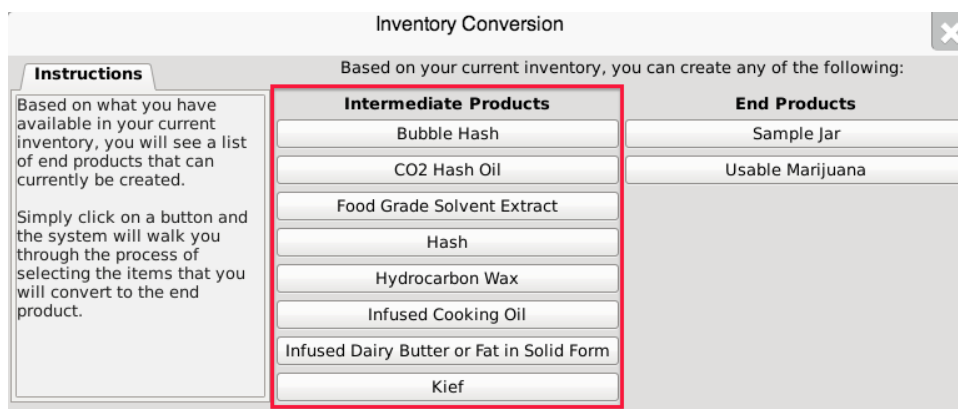 Inventory Conversion
Instructions
Based on what you have
available in your current
inventory, you will see a list
of end products that can
currently be created.
Simply click on a button and
the system will walk you
through the process of
selecting the items that you
will convert to the end
product.
Based on your current inventory, you can create any of the following:
Intermediate Products
Bubble Hash
CO2 Hash Oil
Food Grade Solvent Extract
Hash
Hydrocarbon Wax
Infused Cooking Oil
Infused Dairy Butter or Fat in Solid Form
Kief
End Products
Sample Jar
Usable Marijuana